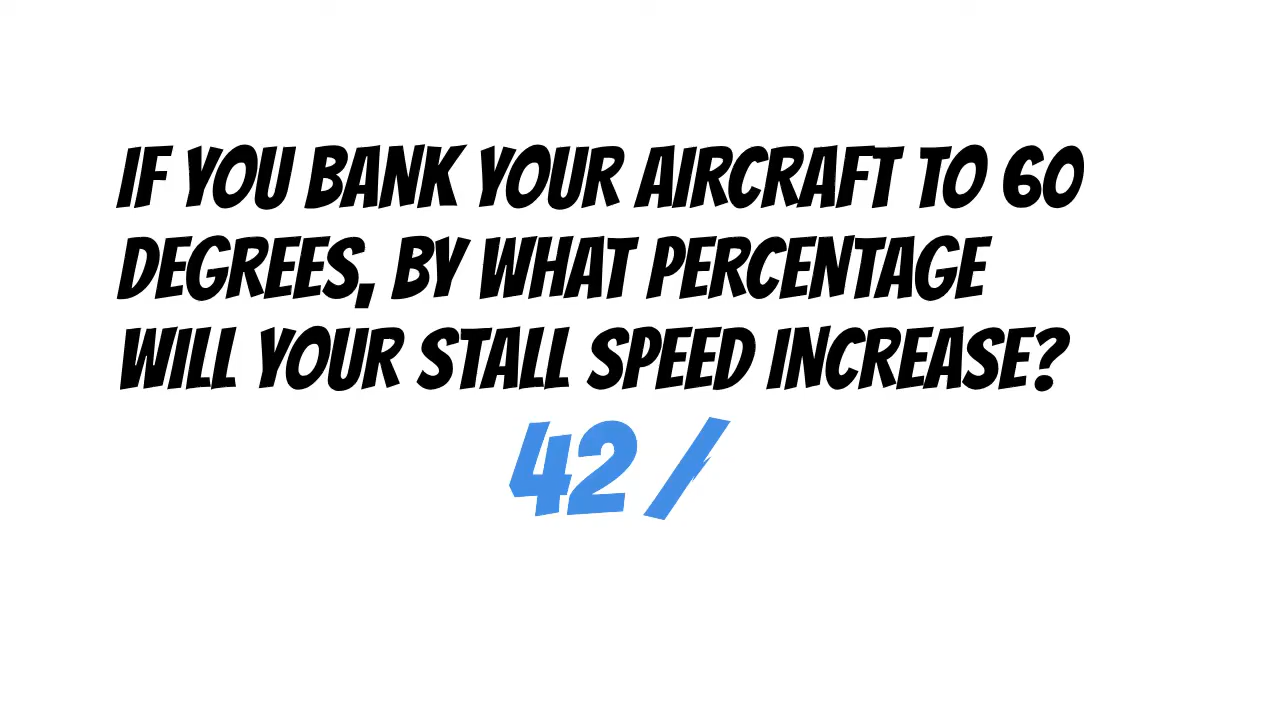 IF YOU BANK YOUR AIRCRAFT TO 60
DEGREES, BY WHAT PERCENTAGE
WILL YOUR STALL SPEED INCREASE?
42 /